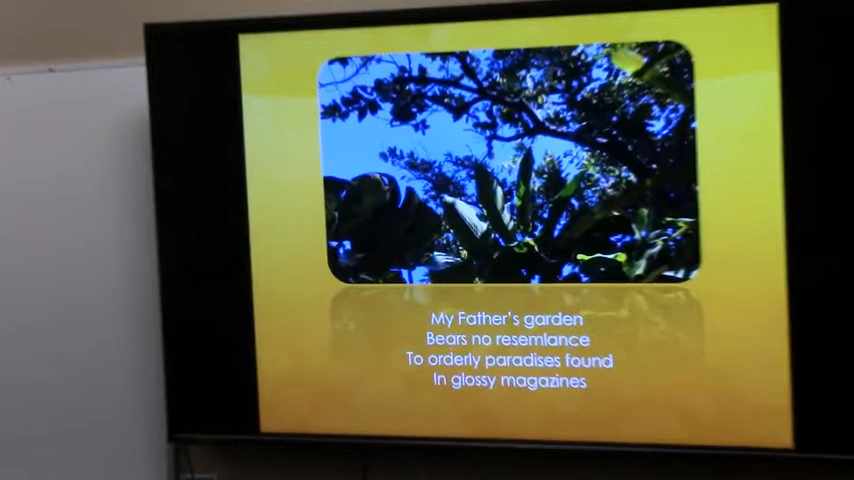 My Father's garden
Bears no resemlance
To orderly paradises found
In glossy magazines